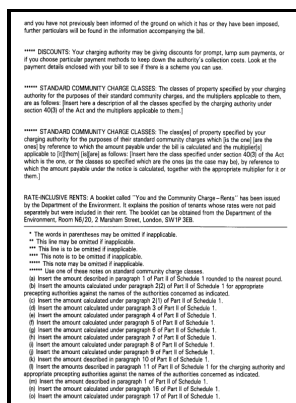 and you have not previously been informed of the ground on which it has or they have been imposed,
further particulars will be found in the information accompanying the bill.
***** DISCOUNTS: Your charging authority may be giving discounts for prompt, lump sum payments, or
if you choose particular payment methods to keep down the authority's collection costs. Look at the
payment details enclosed with your bill to see if there is a scheme you can use.
****** STANDARD COMMUNITY CHARGE CLASSES: The classes of property specified by your charging
authority for the purposes of their standard community charges, and the multipliers applicable to them,
are as follows: [Insert here a description of all the classes specified by the charging authority under
section 40(3) of the Act and the multipliers applicable to them.]
****** STANDARD COMMUNITY CHARGE CLASSES: The class[es] of property specified by your
charging authority for the purposes of their standard community charges which [is the one] [are the
ones] by reference to which the amount payable under the bill is calculated and the multiplier[s]
applicable to [it][them] [is][are] as follows: [Insert here the class specified under section 40(3) of the Act
which is the one, or the classes so specified which are the ones (as the case may be), by reference to
which the amount payable under the notice is calculated, together with the appropriate multiplier for it or
them.]
RATE-INCLUSIVE RENTS: A booklet called "You and the Community Charge—Rents" has been issued
by the Department of the Environment. It explains the position of tenants whose rates were not paid
separately but were included in their rent. The booklet can be obtained from the Department of the
Environment, Room N6/20, 2 Marsham Street, London, SW1P 3EB.
* The words in parentheses may be omitted if inapplicable.
** This line may be omitted if inapplicable.
*** This line is to be omitted if inapplicable.
**** This note is to be omitted if inapplicable.
***** This note may be omitted if inapplicable.
****** Use one of these notes on standard community charge classes.
(a) Insert the amount described in paragraph 1 of Part II of Schedule 1 rounded to the nearest pound.
(b) Insert the amounts calculated under paragraph 2(2) of Part II of Schedule 1 for appropriate
precepting authorities against the names of the authorities concerned as indicated.
(c) Insert the amount calculated under paragraph 2(1) of Part II of Schedule 1.
(d) Insert the amount calculated under paragraph 3 of Part II of Schedule 1.
(e) Insert the amount calculated under paragraph 4 of Part II of Schedule 1.
(f) Insert the amount calculated under paragraph 5 of Part II of Schedule 1.
(g) Insert the amount calculated under paragraph 6 of Part II of Schedule 1.
(h) Insert the amount calculated under paragraph 7 of Part II of Schedule 1.
(i) Insert the amount calculated under paragraph 8 of Part II of Schedule 1.
(j) Insert the amount calculated under paragraph 9 of Part II of Schedule 1.
(k) Insert the amount described in paragraph 10 of Part II of Schedule 1.
(l) Insert the amounts described in paragraph 11 of Part II of Schedule 1 for the charging authority and
appropriate precepting authorities against the names of the authorities concerned as indicated.
(m) Insert the amount described in paragraph 1 of Part II of Schedule 1.
(n) Insert the amount calculated under paragraph 16 of Part II of Schedule 1.
(o) Insert the amount calculated under paragraph 17 of Part II of Schedule 1.